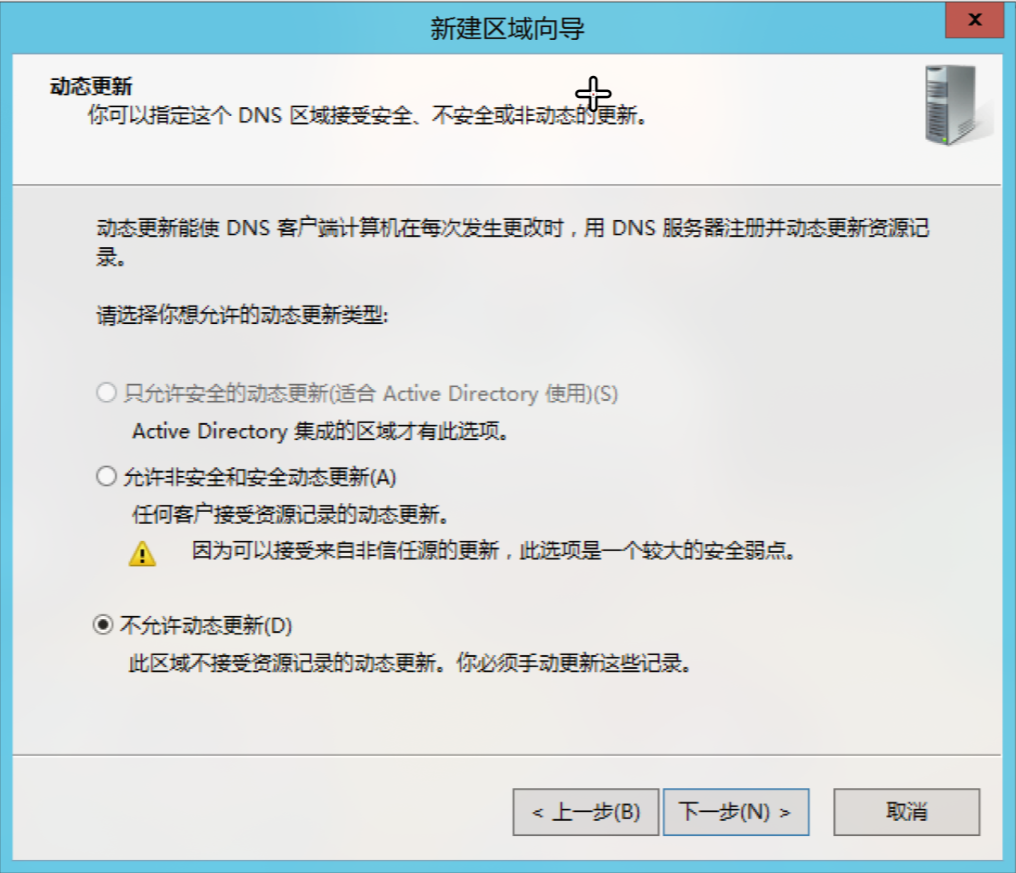 新建区域向导
x
动态更新
你可以指定这个 DNS 区域接受安全、不安全或非动态的更新。
动态更新能使 DNS 客户端计算机在每次发生更改时，用 DNS 服务器注册并动态更新资源记
录。
请选择你想允许的动态更新类型:
只允许安全的动态更新(适合 Active Directory 使用)(S)
Active Directory 集成的区域才有此选项。
允许非安全和安全动态更新(A)
任何客户接受资源记录的动态更新。
因为可以接受来自非信任源的更新，此选项是一个较大的安全弱点。
不允许动态更新(D)
此区域不接受资源记录的动态更新。你必须手动更新这些记录。
< 上一步(B) 下一步(N) > 取消